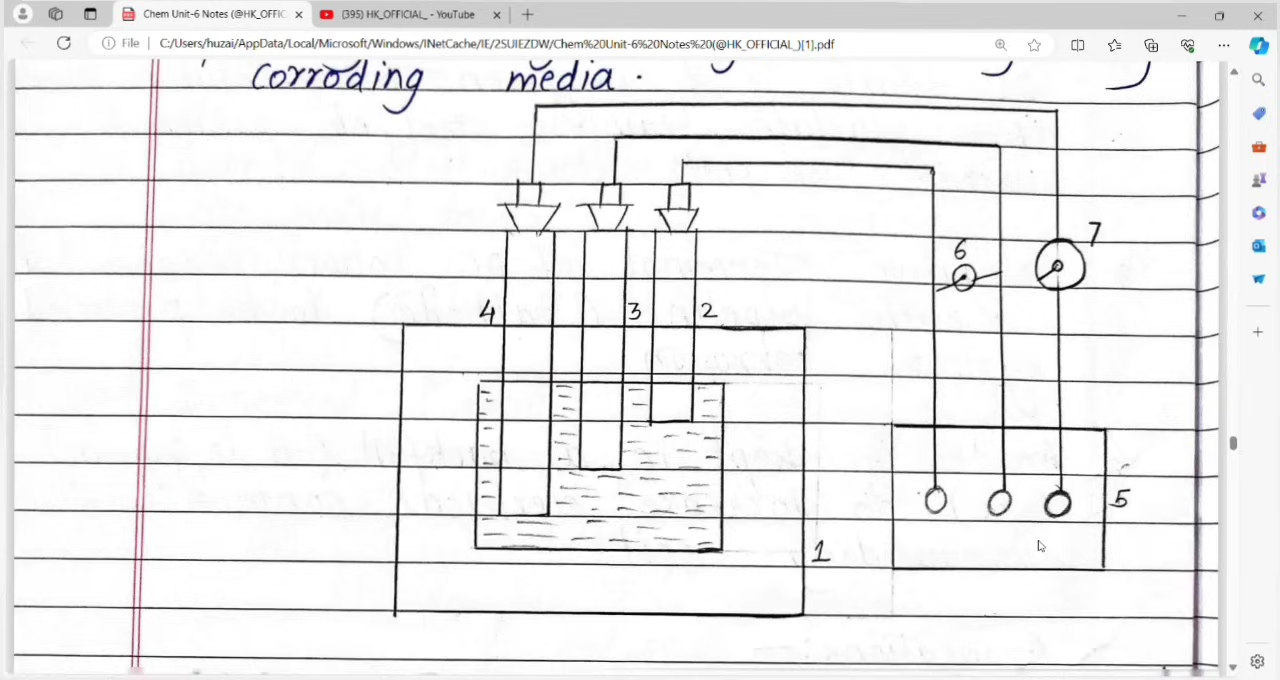 Chem Unit-6 Notes (@HK_OFFIC
(395) HK_OFFICIAL_ - YouTube
File
C:/Users/huzai/AppData/Local/Microsoft/Windows/INetCache/IE/2SUIEZDW/Chem%20Unit-6%20Notes%20(@HK_OFFICIAL_)[1].pdf
corroding media.
7
6
4
3
2
5
1